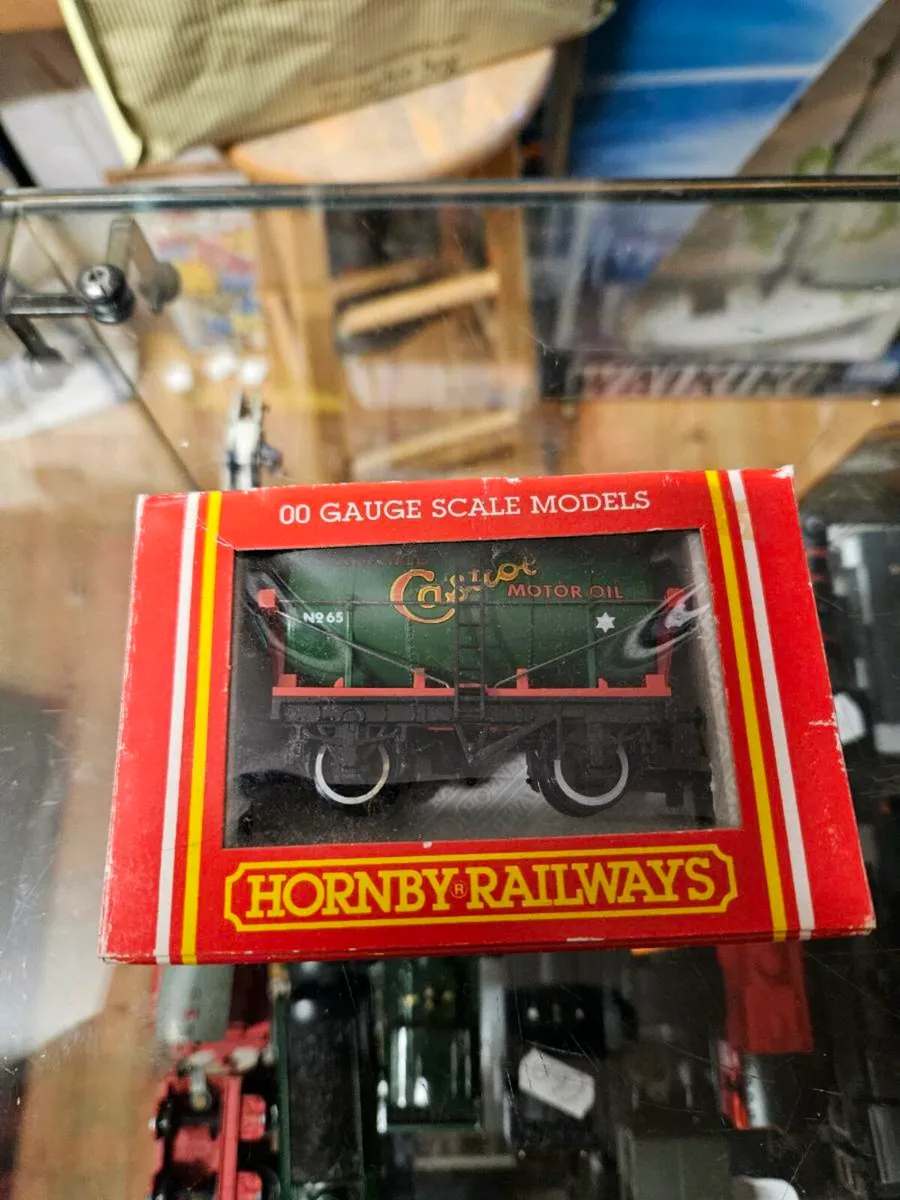 00 GAUGE SCALE MODELS
Castrol
MOTOR OIL
No 65
HORNBY® RAILWAYS